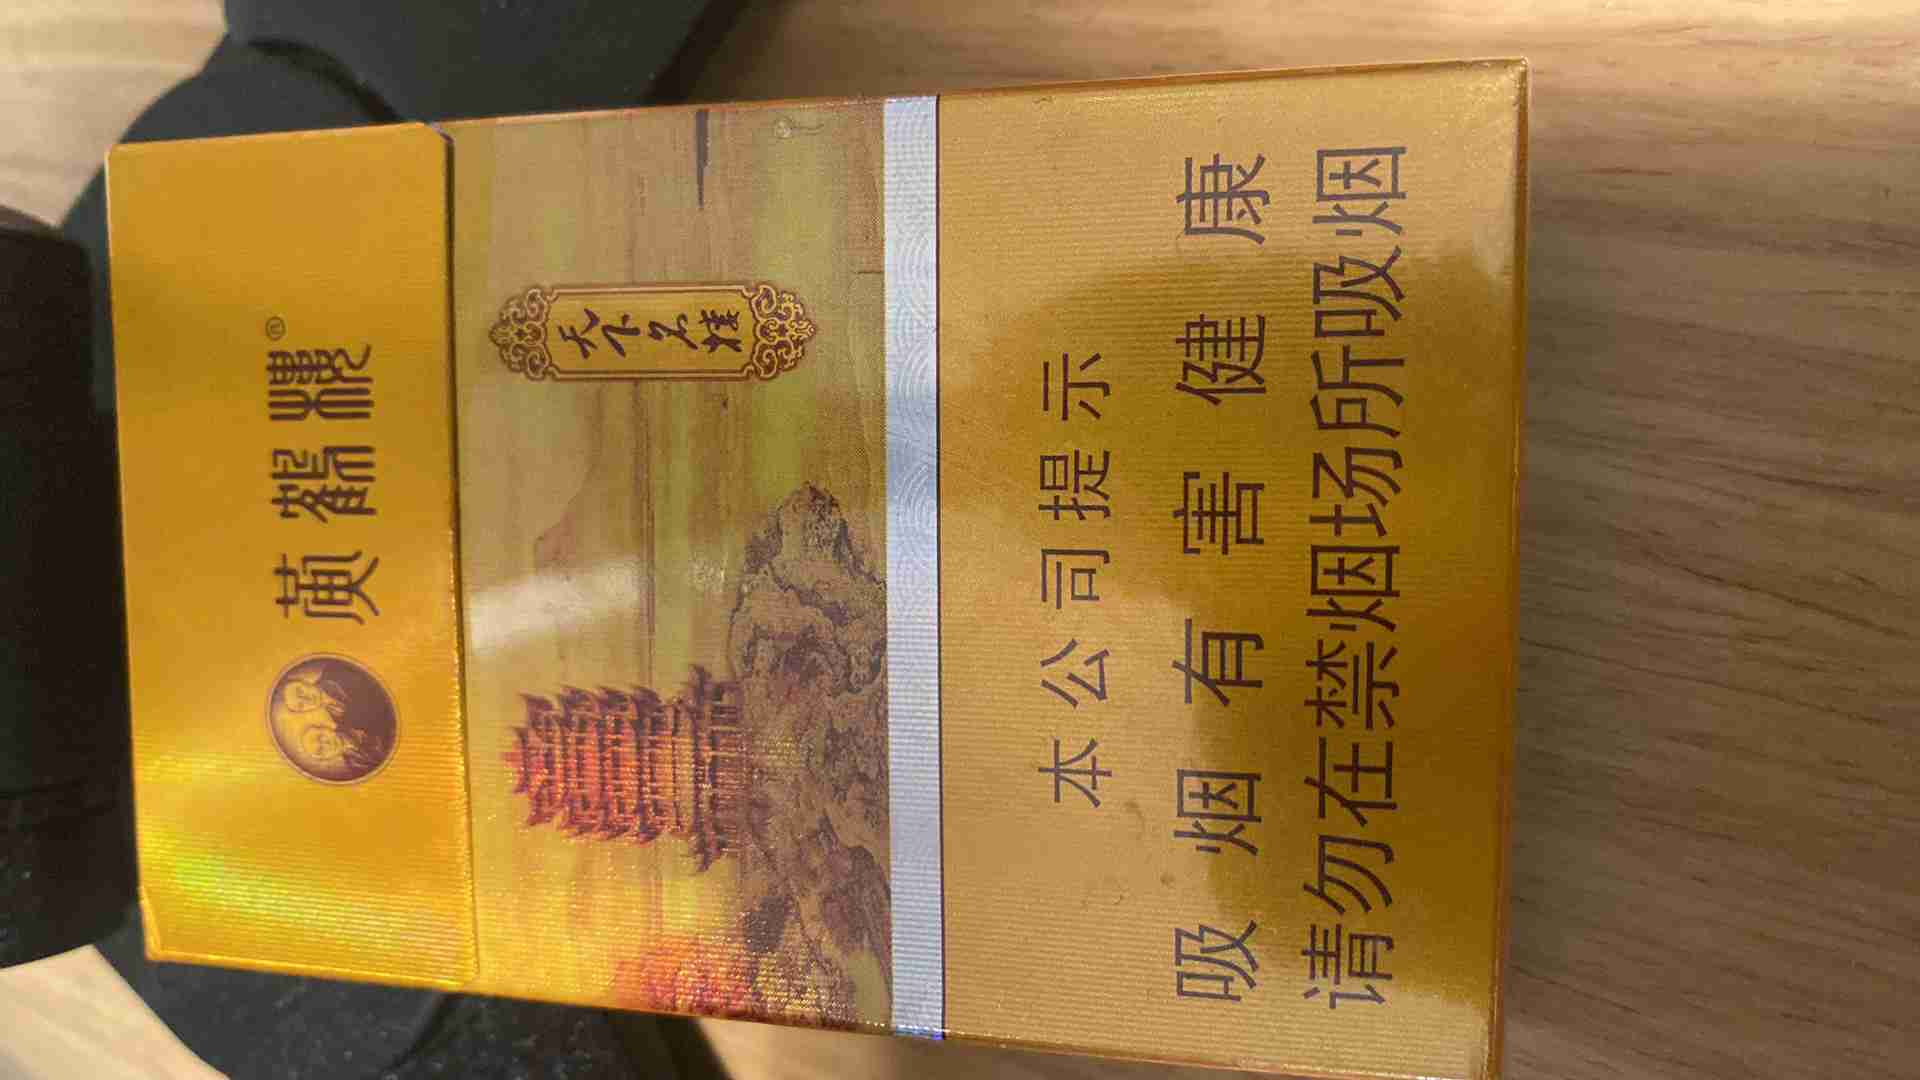 黄鹤楼®
天下名楼
本公司提示
吸烟有害健康
请勿在禁烟场所吸烟